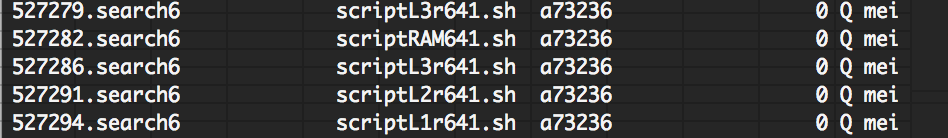 527279.search6 scriptL3r641.sh a73236 0 Q mei
527282.search6 scriptRAM641.sh a73236 0 Q mei
527286.search6 scriptL3r641.sh a73236 0 Q mei
527291.search6 scriptL2r641.sh a73236 0 Q mei
527294.search6 scriptL1r641.sh a73236 0 Q mei